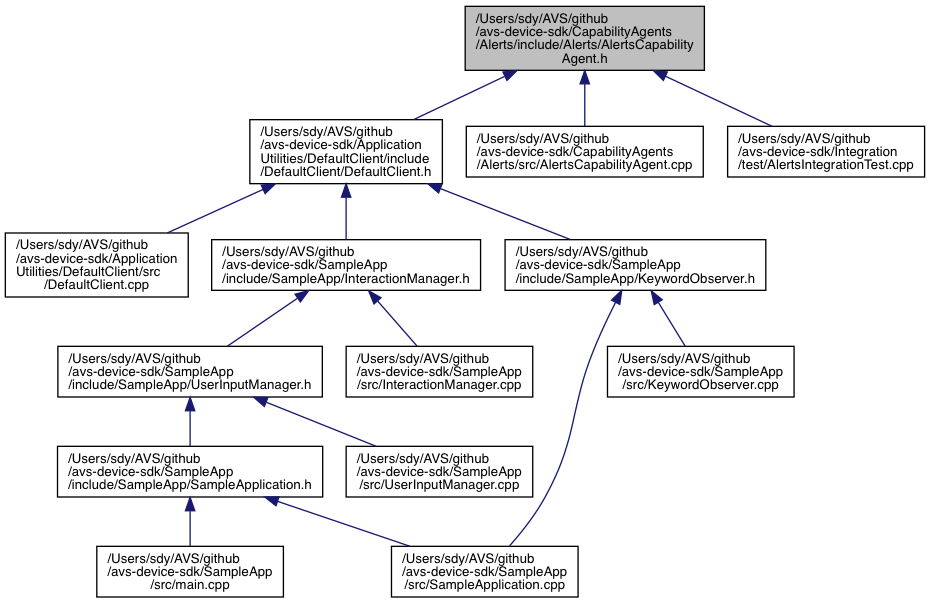 /Users/sdy/AVS/github
/avs-device-sdk/CapabilityAgents
/Alerts/include/Alerts/AlertsCapability
Agent.h
/Users/sdy/AVS/github
/avs-device-sdk/Application
Utilities/DefaultClient/include
/DefaultClient/DefaultClient.h
/Users/sdy/AVS/github
/avs-device-sdk/CapabilityAgents
/Alerts/src/AlertsCapabilityAgent.cpp
/Users/sdy/AVS/github
/avs-device-sdk/Integration
/test/AlertsIntegrationTest.cpp
/Users/sdy/AVS/github
/avs-device-sdk/Application
Utilities/DefaultClient/src
/DefaultClient.cpp
/Users/sdy/AVS/github
/avs-device-sdk/SampleApp
/include/SampleApp/InteractionManager.h
/Users/sdy/AVS/github
/avs-device-sdk/SampleApp
/include/SampleApp/KeywordObserver.h
/Users/sdy/AVS/github
/avs-device-sdk/SampleApp
/include/SampleApp/UserInputManager.h
/Users/sdy/AVS/github
/avs-device-sdk/SampleApp
/src/InteractionManager.cpp
/Users/sdy/AVS/github
/avs-device-sdk/SampleApp
/src/KeywordObserver.cpp
/Users/sdy/AVS/github
/avs-device-sdk/SampleApp
/include/SampleApp/SampleApplication.h
/Users/sdy/AVS/github
/avs-device-sdk/SampleApp
/src/UserInputManager.cpp
/Users/sdy/AVS/github
/avs-device-sdk/SampleApp
/src/main.cpp
/Users/sdy/AVS/github
/avs-device-sdk/SampleApp
/src/SampleApplication.cpp